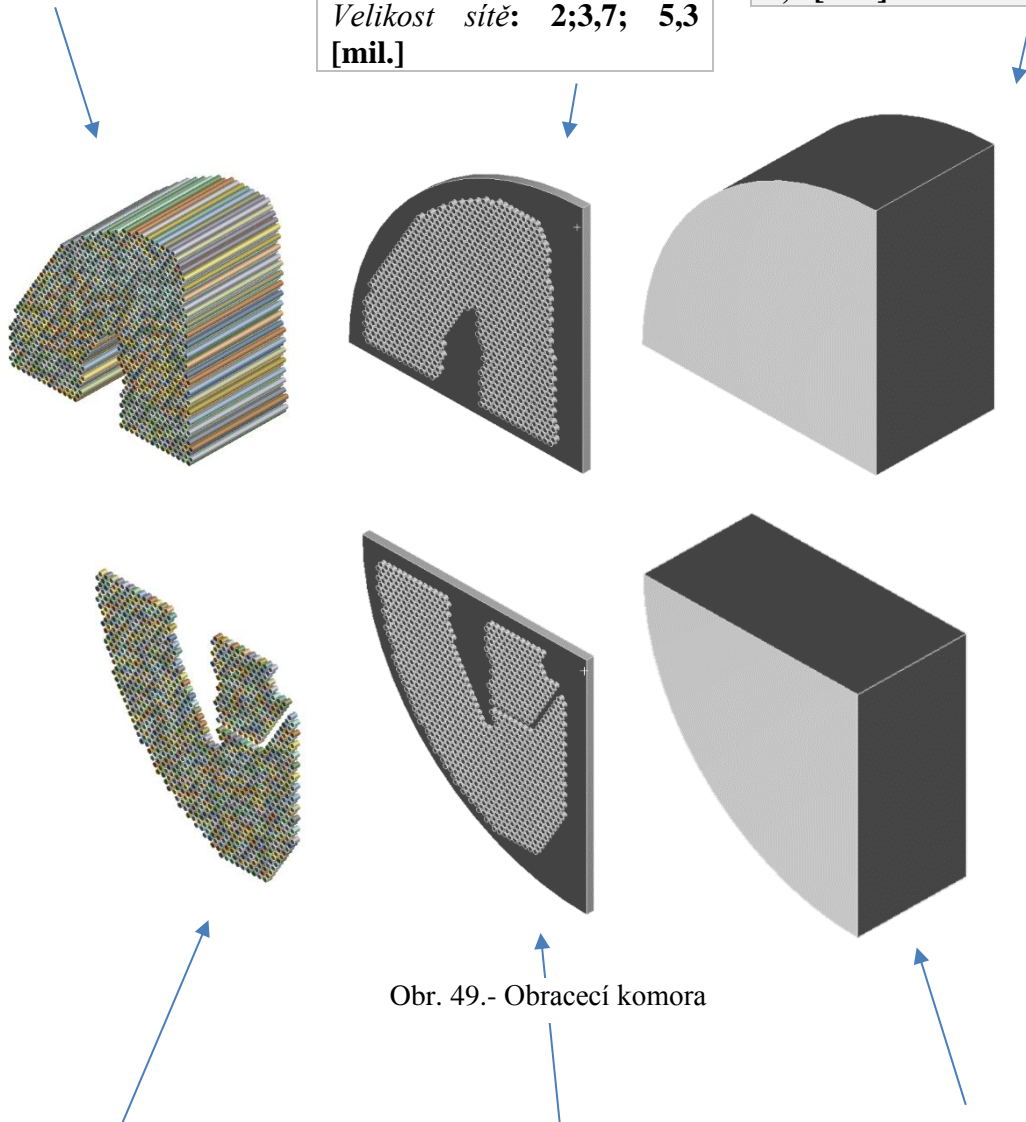 Velikost sítě: 2;3,7; 5,3
[mil.]
Obr. 49.- Obracecí komora